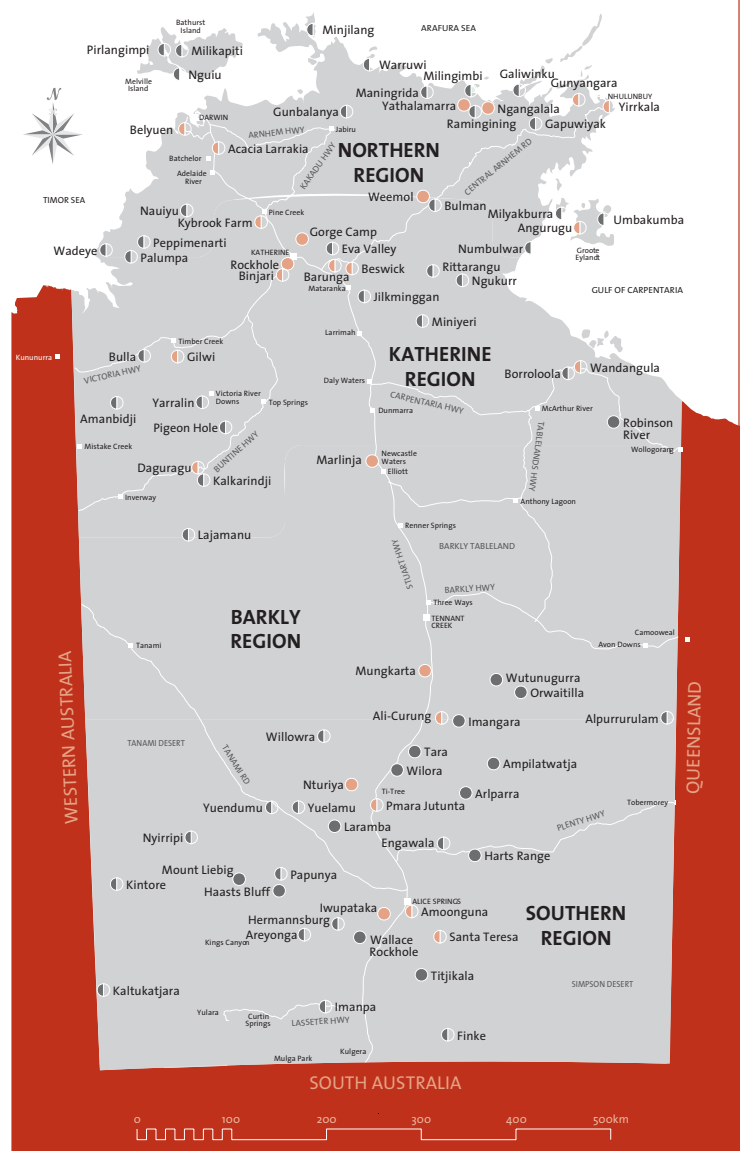 Bathurst
Island
Minjilang
ARAFURA SEA
Pirlangimpi
Milikapiti
Nguiu
Melville
Island
Warruwi
Milingimbi
Galiwinku
Gunyangara
Maningrida
Yathalamarra
Ngangalala
NHULUNBUY
Yirrkala
N
Gunbalanya
Ramingining
Gapuwiyak
DARWIN
Belyuen
ARNHEM HWY
Jabiru
Acacia Larrakia
Batchelor
Adelaide
River
KAKADU HWY
NORTHERN
REGION
CENTRAL ARNHEM RD
TIMOR SEA
Weemol
Bulman
Nauiyu
Pine Creek
Kybrook Farm
Milyakburra
Umbakumba
Angurugu
Gorge Camp
Wadeye
Peppimenarti
Palumpa
KATHERINE
Eva Valley
Numbulwar
Groote
Eylandt
Rockhole
Binjari
Barunga
Beswick
Rittarangu
Ngukurr
Mataranka
Jilkminggan
GULF OF CARPENTARIA
Miniyeri
Larrimah
Timber Creek
Kununurra
Bulla
Gilwi
KATHERINE
REGION
VICTORIA HWY
Borroloola
Wandangula
Daly Waters
Amanbidji
Yarralin
Victoria River
Downs
Top Springs
CARPENTARIA HWY
Dunmarra
McArthur River
Pigeon Hole
Robinson
River
Mistake Creek
BUNTINE HWY
TABLELANDS HWY
Wollogorang
Marlinja
Newcastle
Waters
Elliott
Daguragu
Kalkarindji
Inverway
Anthony Lagoon
Lajamanu
Renner Springs
STUART HWY
BARKLY TABLELAND
BARKLY HWY
Three Ways
BARKLY
REGION
TENNANT
CREEK
Camooweal
Avon Downs
Tanami
WESTERN AUSTRALIA
QUEENSLAND
Mungkarta
Wutunugurra
Orwaitilla
Ali-Curung
Imangara
Alpurrurulam
Willowra
TANAMI DESERT
TANAMI RD
Tara
Wilora
Ampilatwatja
Nturiya
Ti-Tree
Arlparra
Yuendumu
Yuelamu
Pmara Jutunta
Tobermorey
PLENTY HWY
Laramba
Nyirripi
Engawala
Harts Range
Mount Liebig
Papunya
Kintore
Haasts Bluff
ALICE SPRINGS
Iwupataka
Amoonguna
SOUTHERN
REGION
Hermannsburg
Areyonga
Kings Canyon
Wallace
Rockhole
Santa Teresa
Titjikala
SIMPSON DESERT
Kaltukatjara
Yulara
Curtin
Springs
Imanpa
LASSETER HWY
Finke
Kulgera
Mulga Park
SOUTH AUSTRALIA
0 100 200 300 400 500km